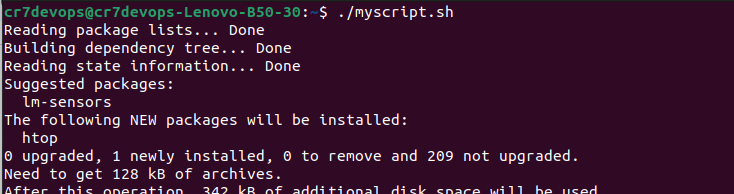 cr7devops@cr7devops-Lenovo-B50-30:~$ ./myscript.sh
Reading package lists... Done
Building dependency tree... Done
Reading state information... Done
Suggested packages:
  lm-sensors
The following NEW packages will be installed:
  htop
0 upgraded, 1 newly installed, 0 to remove and 209 not upgraded.
Need to get 128 kB of archives.
After this operation, 342 kB of additional disk space will be used